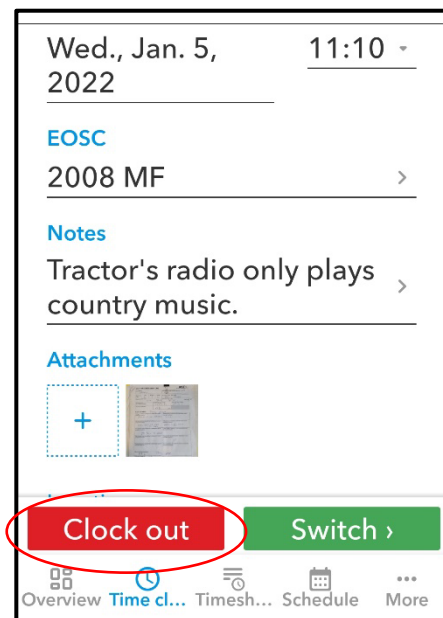 Wed., Jan. 5, 11:10
2022
EOSC
2008 MF
Notes
Tractor's radio only plays
country music.
Attachments
Clock out
Switch ›
Overview Time cl... Timesh... Schedule More